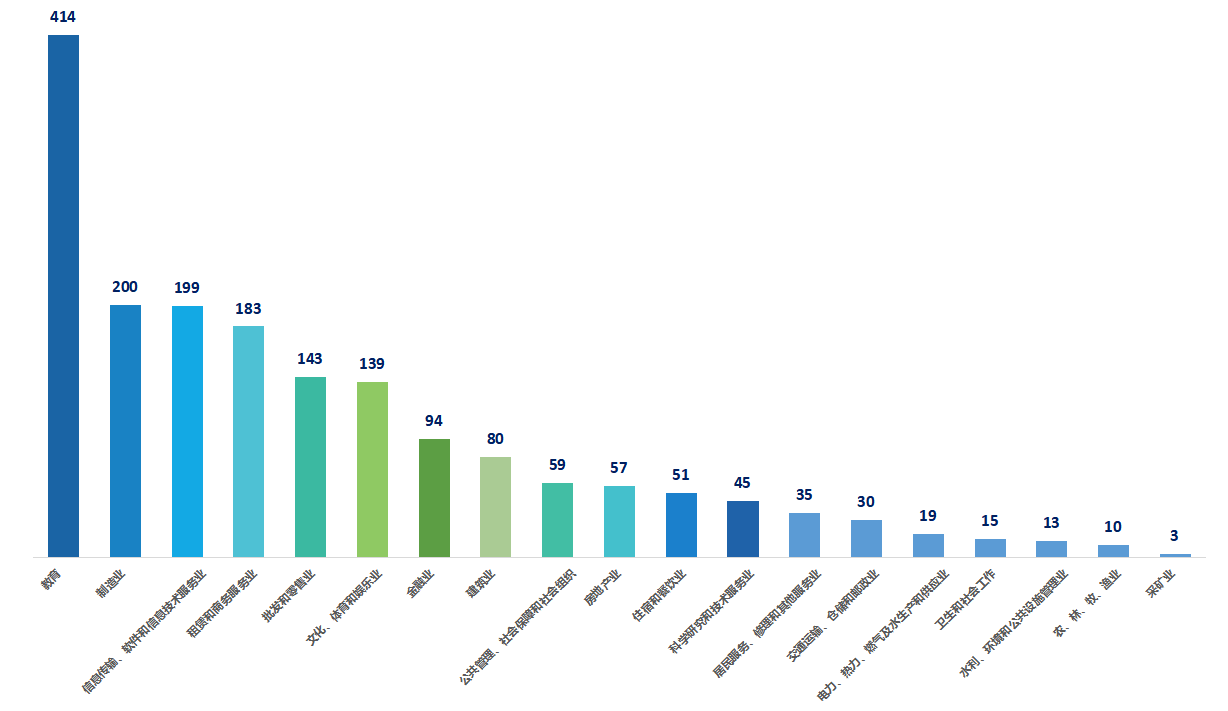 414
200
199
183
143
139
94
80
59
57
51
45
35
30
19
15
13
10
3
教育
制造业
信息传输、软件和信息技术服务业
租赁和商务服务业
批发和零售业
文化、体育和娱乐业
金融业
建筑业
公共管理、社会保障和社会组织
房地产业
住宿和餐饮业
科学研究和技术服务业
居民服务、修理和其他服务业
交通运输、仓储和邮政业
电力、热力、燃气及水生产和供应业
卫生和社会工作
水利、环境和公共设施管理业
农、林、牧、渔业
采矿业